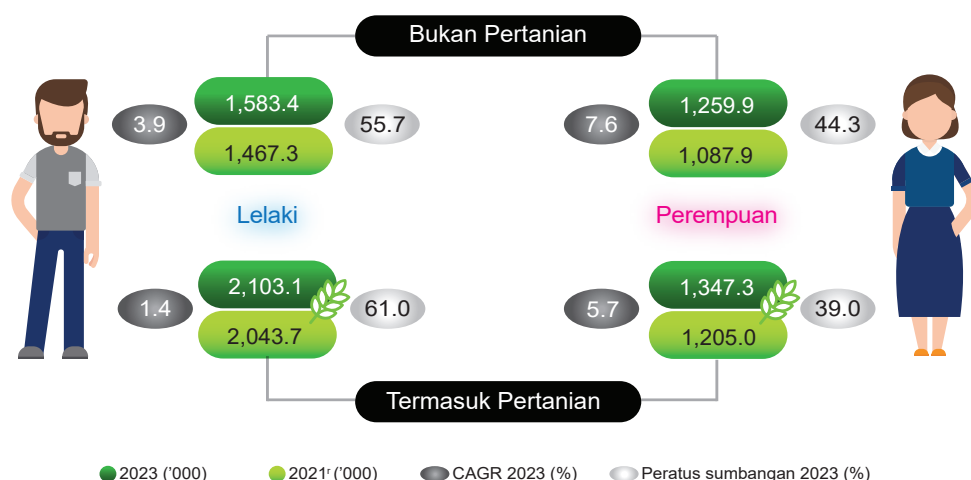 Bukan Pertanian
3.9 1,583.4 55.7
1,467.3
7.6 1,259.9 44.3
1,087.9
Lelaki
Perempuan
1.4 2,103.1 61.0
2,043.7
5.7 1,347.3 39.0
1,205.0
Termasuk Pertanian
2023 ('000) 2021ʳ ('000) CAGR 2023 (%) Peratus sumbangan 2023 (%)